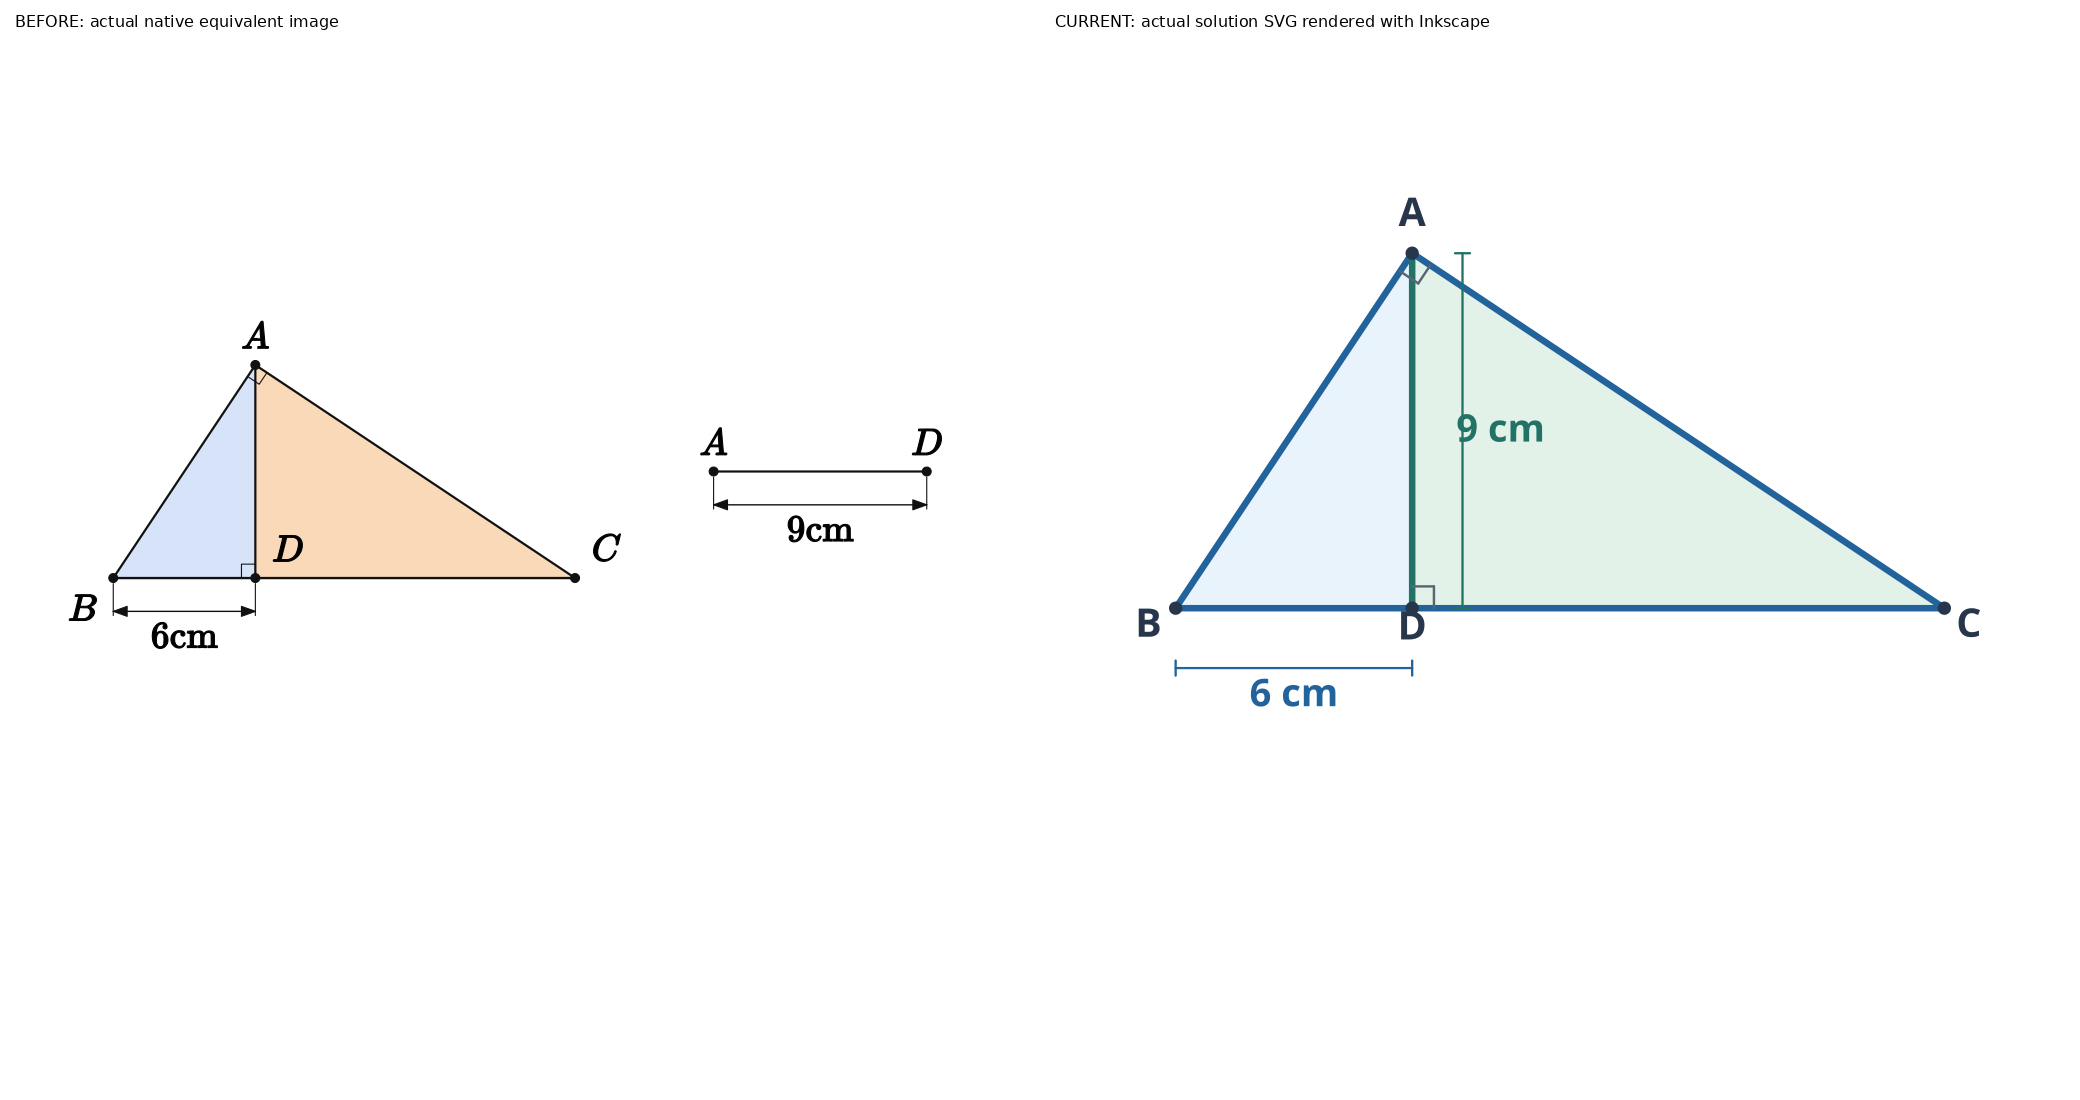 BEFORE: actual native equivalent image
CURRENT: actual solution SVG rendered with Inkscape
A
D
C
B
6cm
A
D
9cm
A
9 cm
B
D
C
6 cm